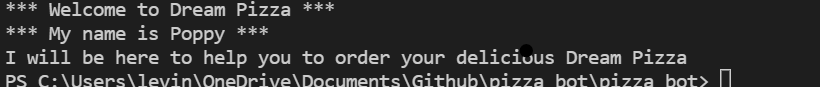 *** Welcome to Dream Pizza ***
*** My name is Poppy ***
I will be here to help you to order your delicious Dream Pizza
PS C:\Users\levin\OneDrive\Documents\Github\pizza_bot\pizza_bot>